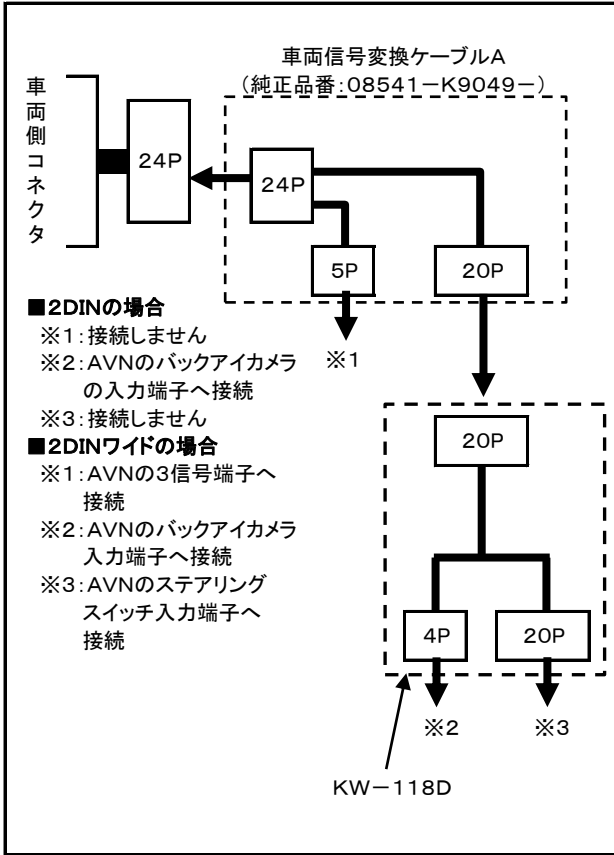 車両信号変換ケーブルA
(純正品番:08541－K9049－)
車両側コネクタ
24P
24P
5P
20P
※1
■2DINの場合
※1:接続しません
※2:AVNのバックアイカメラ
の入力端子へ接続
※3:接続しません
■2DINワイドの場合
※1:AVNの3信号端子へ
接続
※2:AVNのバックアイカメラ
入力端子へ接続
※3:AVNのステアリング
スイッチ入力端子へ
接続
20P
4P
20P
※2
※3
KW－118D